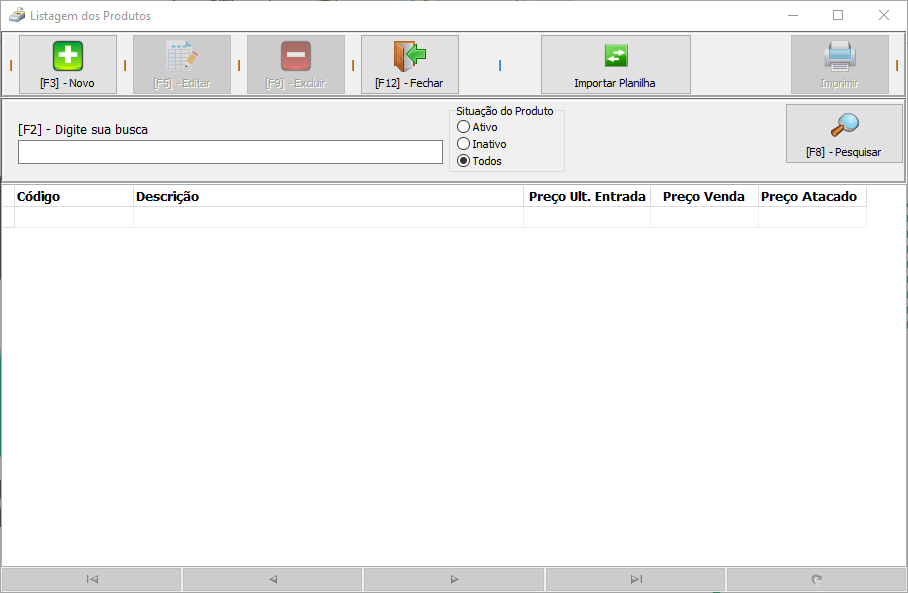 Listagem dos Produtos
[F3] - Novo
[F5] - Editar
[F9] - Excluir
[F12] - Fechar
Importar Planilha
Imprimir
[F2] - Digite sua busca
Situação do Produto
Ativo
Inativo
Todos
[F8] - Pesquisar
Código
Descrição
Preço Ult. Entrada
Preço Venda
Preço Atacado